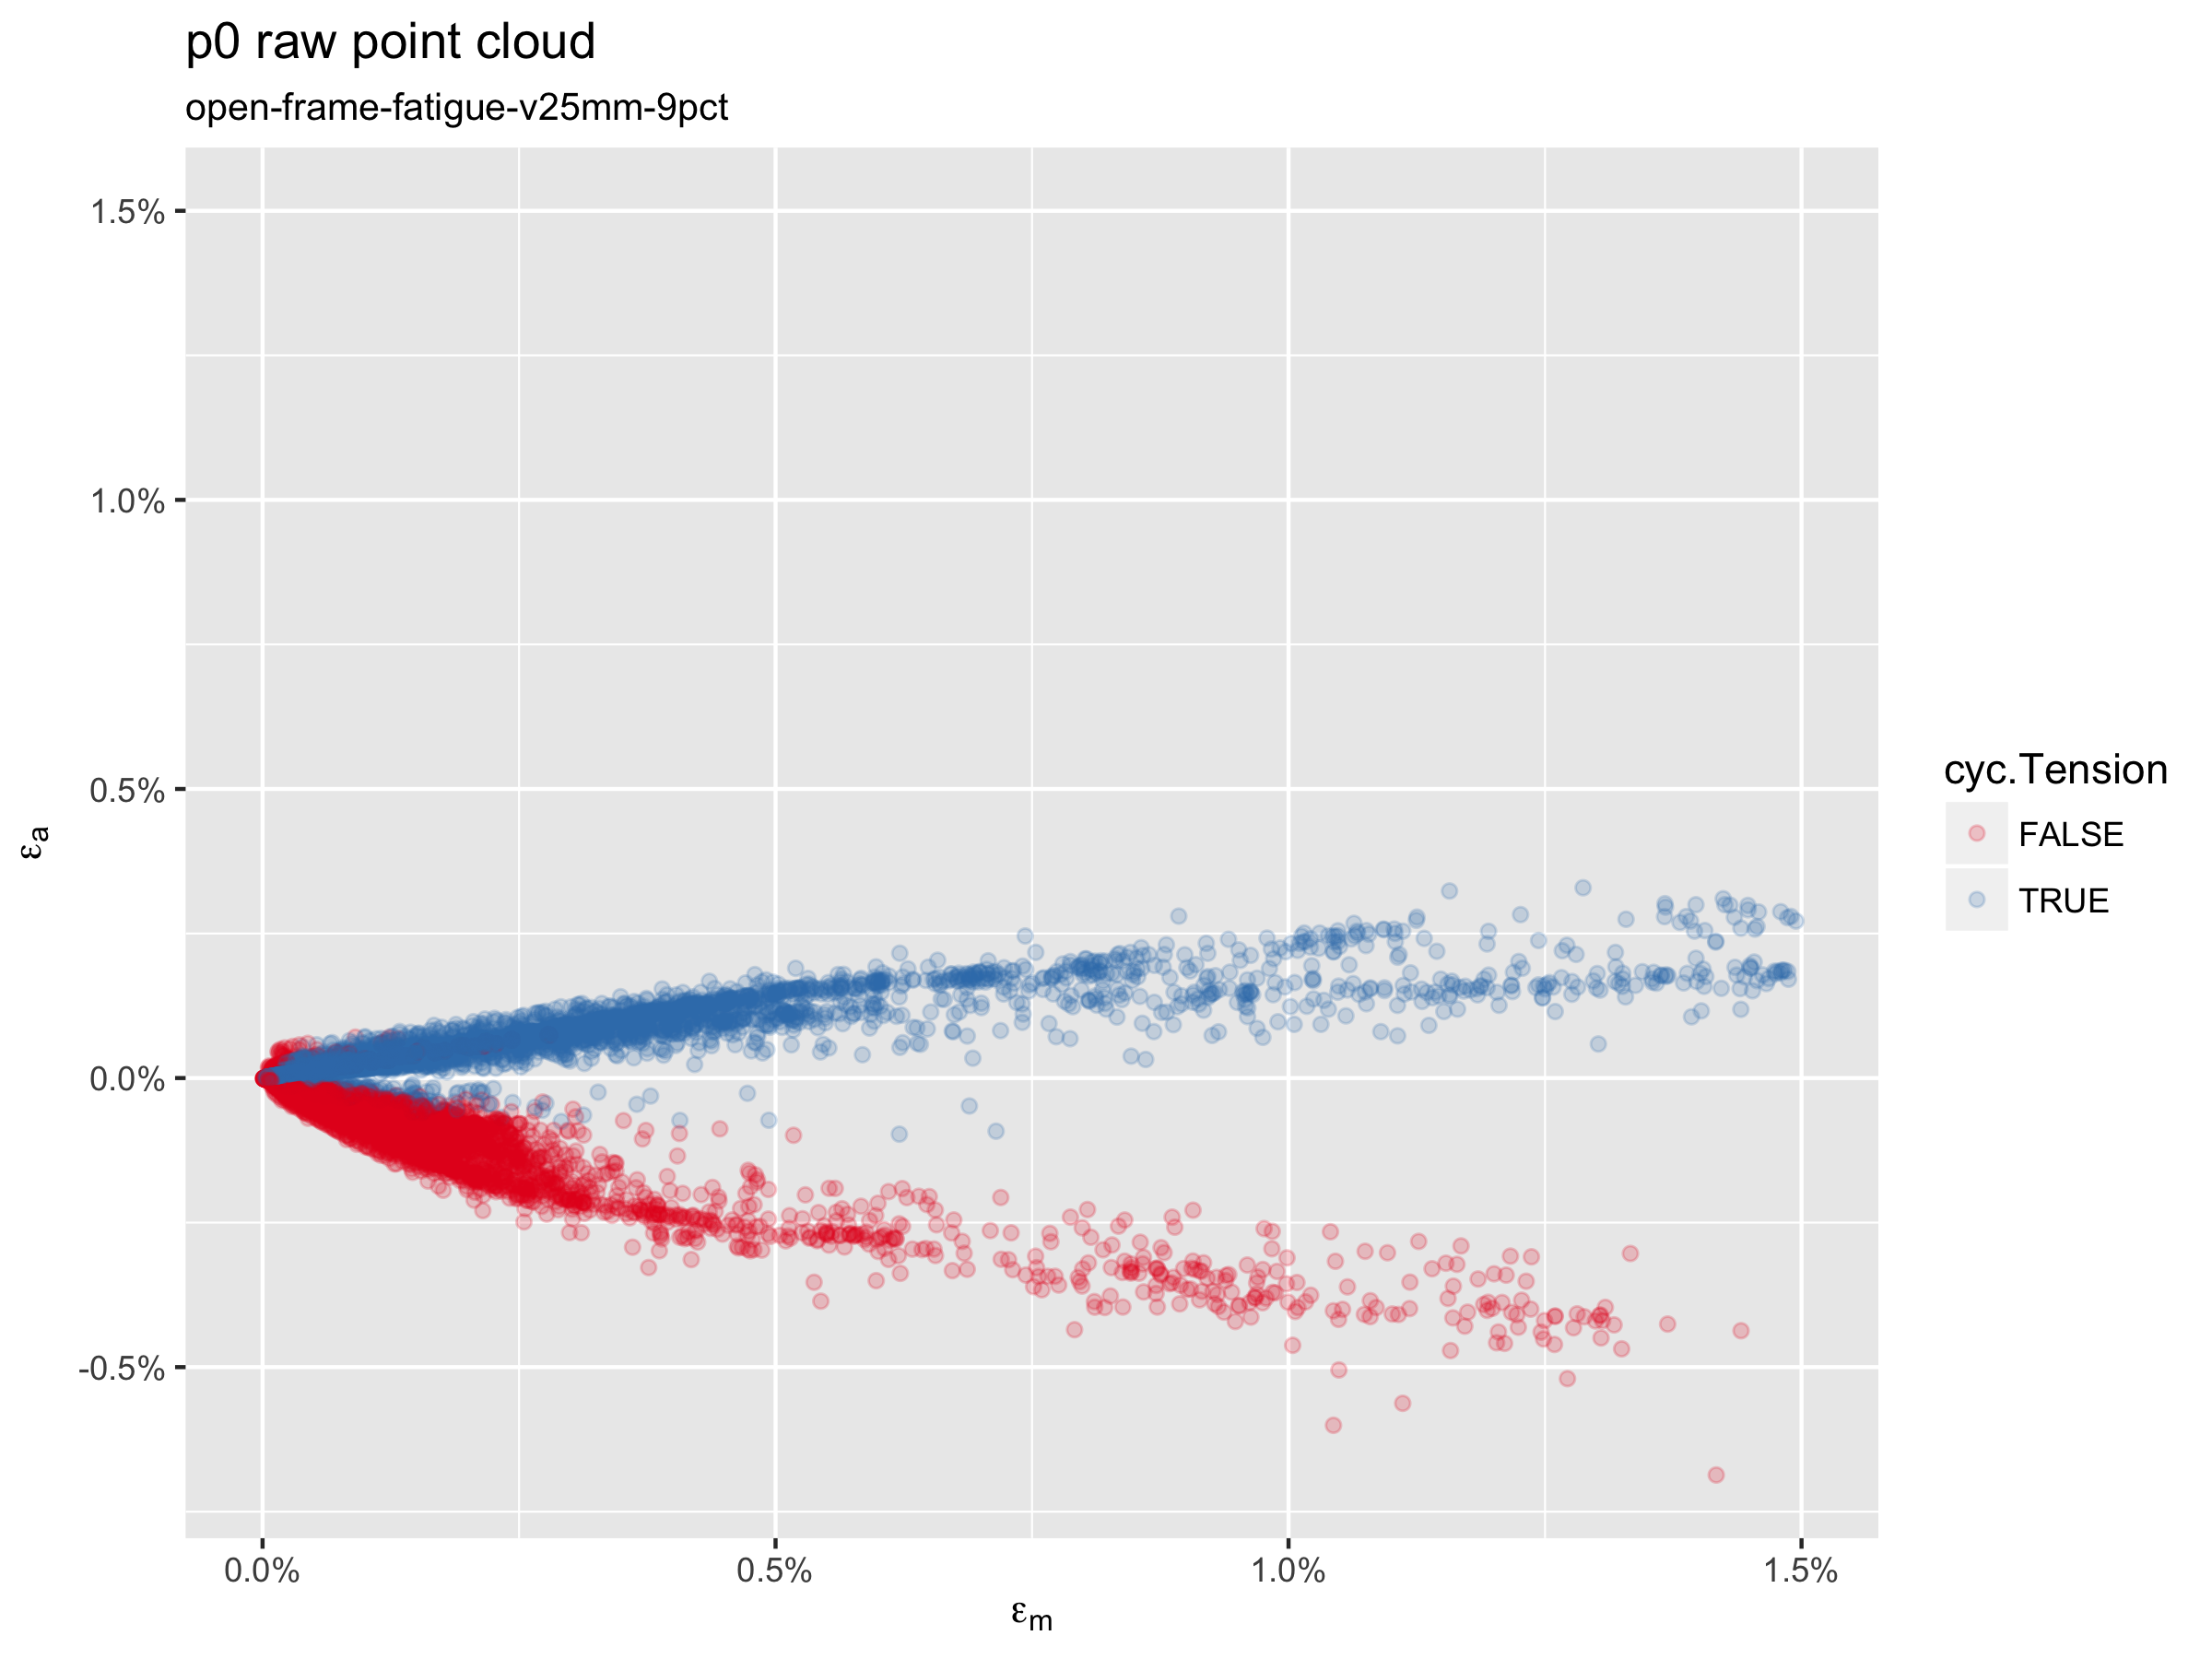 p0 raw point cloud
open-frame-fatigue-v25mm-9pct
1.5%
1.0%
0.5%
0.0%
-0.5%
εa
0.0% 0.5% 1.0% 1.5%
εm
cyc.Tension
FALSE
TRUE